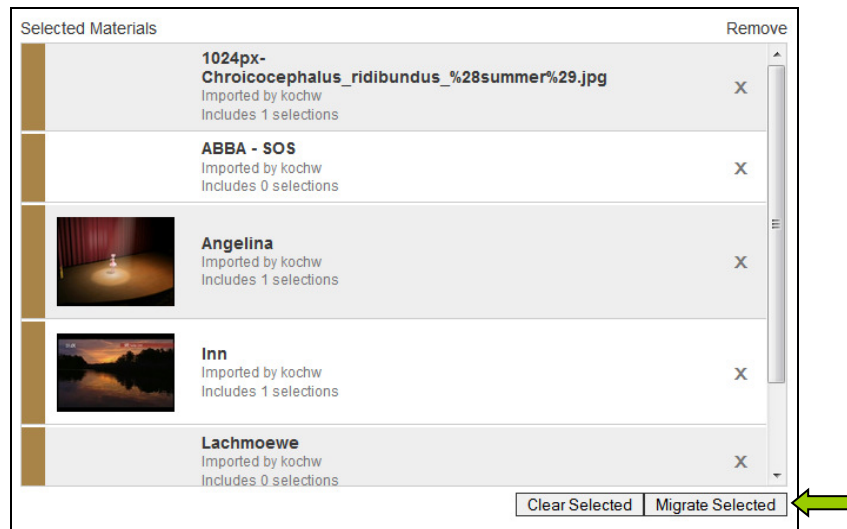 Selected Materials Remove
1024px-
Chroicocephalus_ridibundus_%28summer%29.jpg
Imported by kochw
Includes 1 selections
X
ABBA - SOS
Imported by kochw
Includes 0 selections
X
Angelina
Imported by kochw
Includes 1 selections
X
Inn
Imported by kochw
Includes 1 selections
X
Lachmoewe
Imported by kochw
Includes 0 selections
X
Clear Selected Migrate Selected